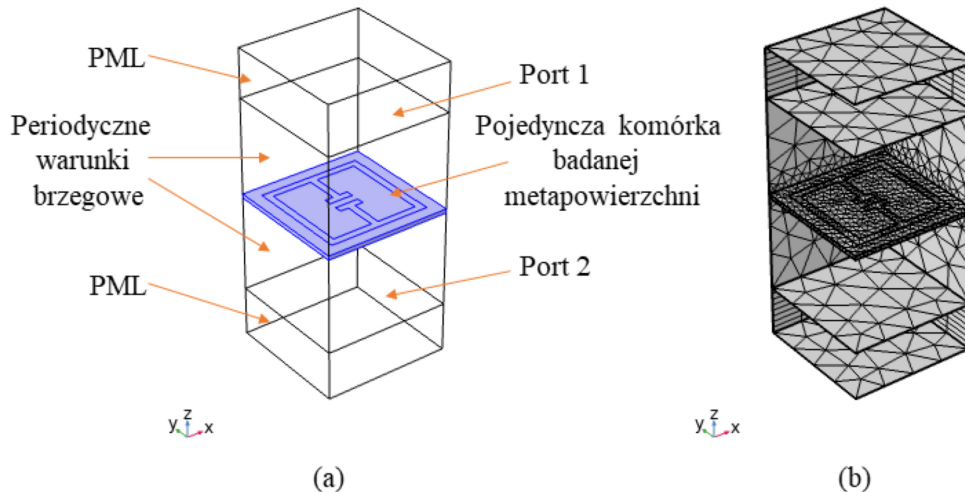 PML
Port 1
Periodyczne
warunki
brzegowe
Pojedyncza komórka
badanej
metapowierzchni
PML
Port 2
z
y
x
z
y
x
(a)
(b)